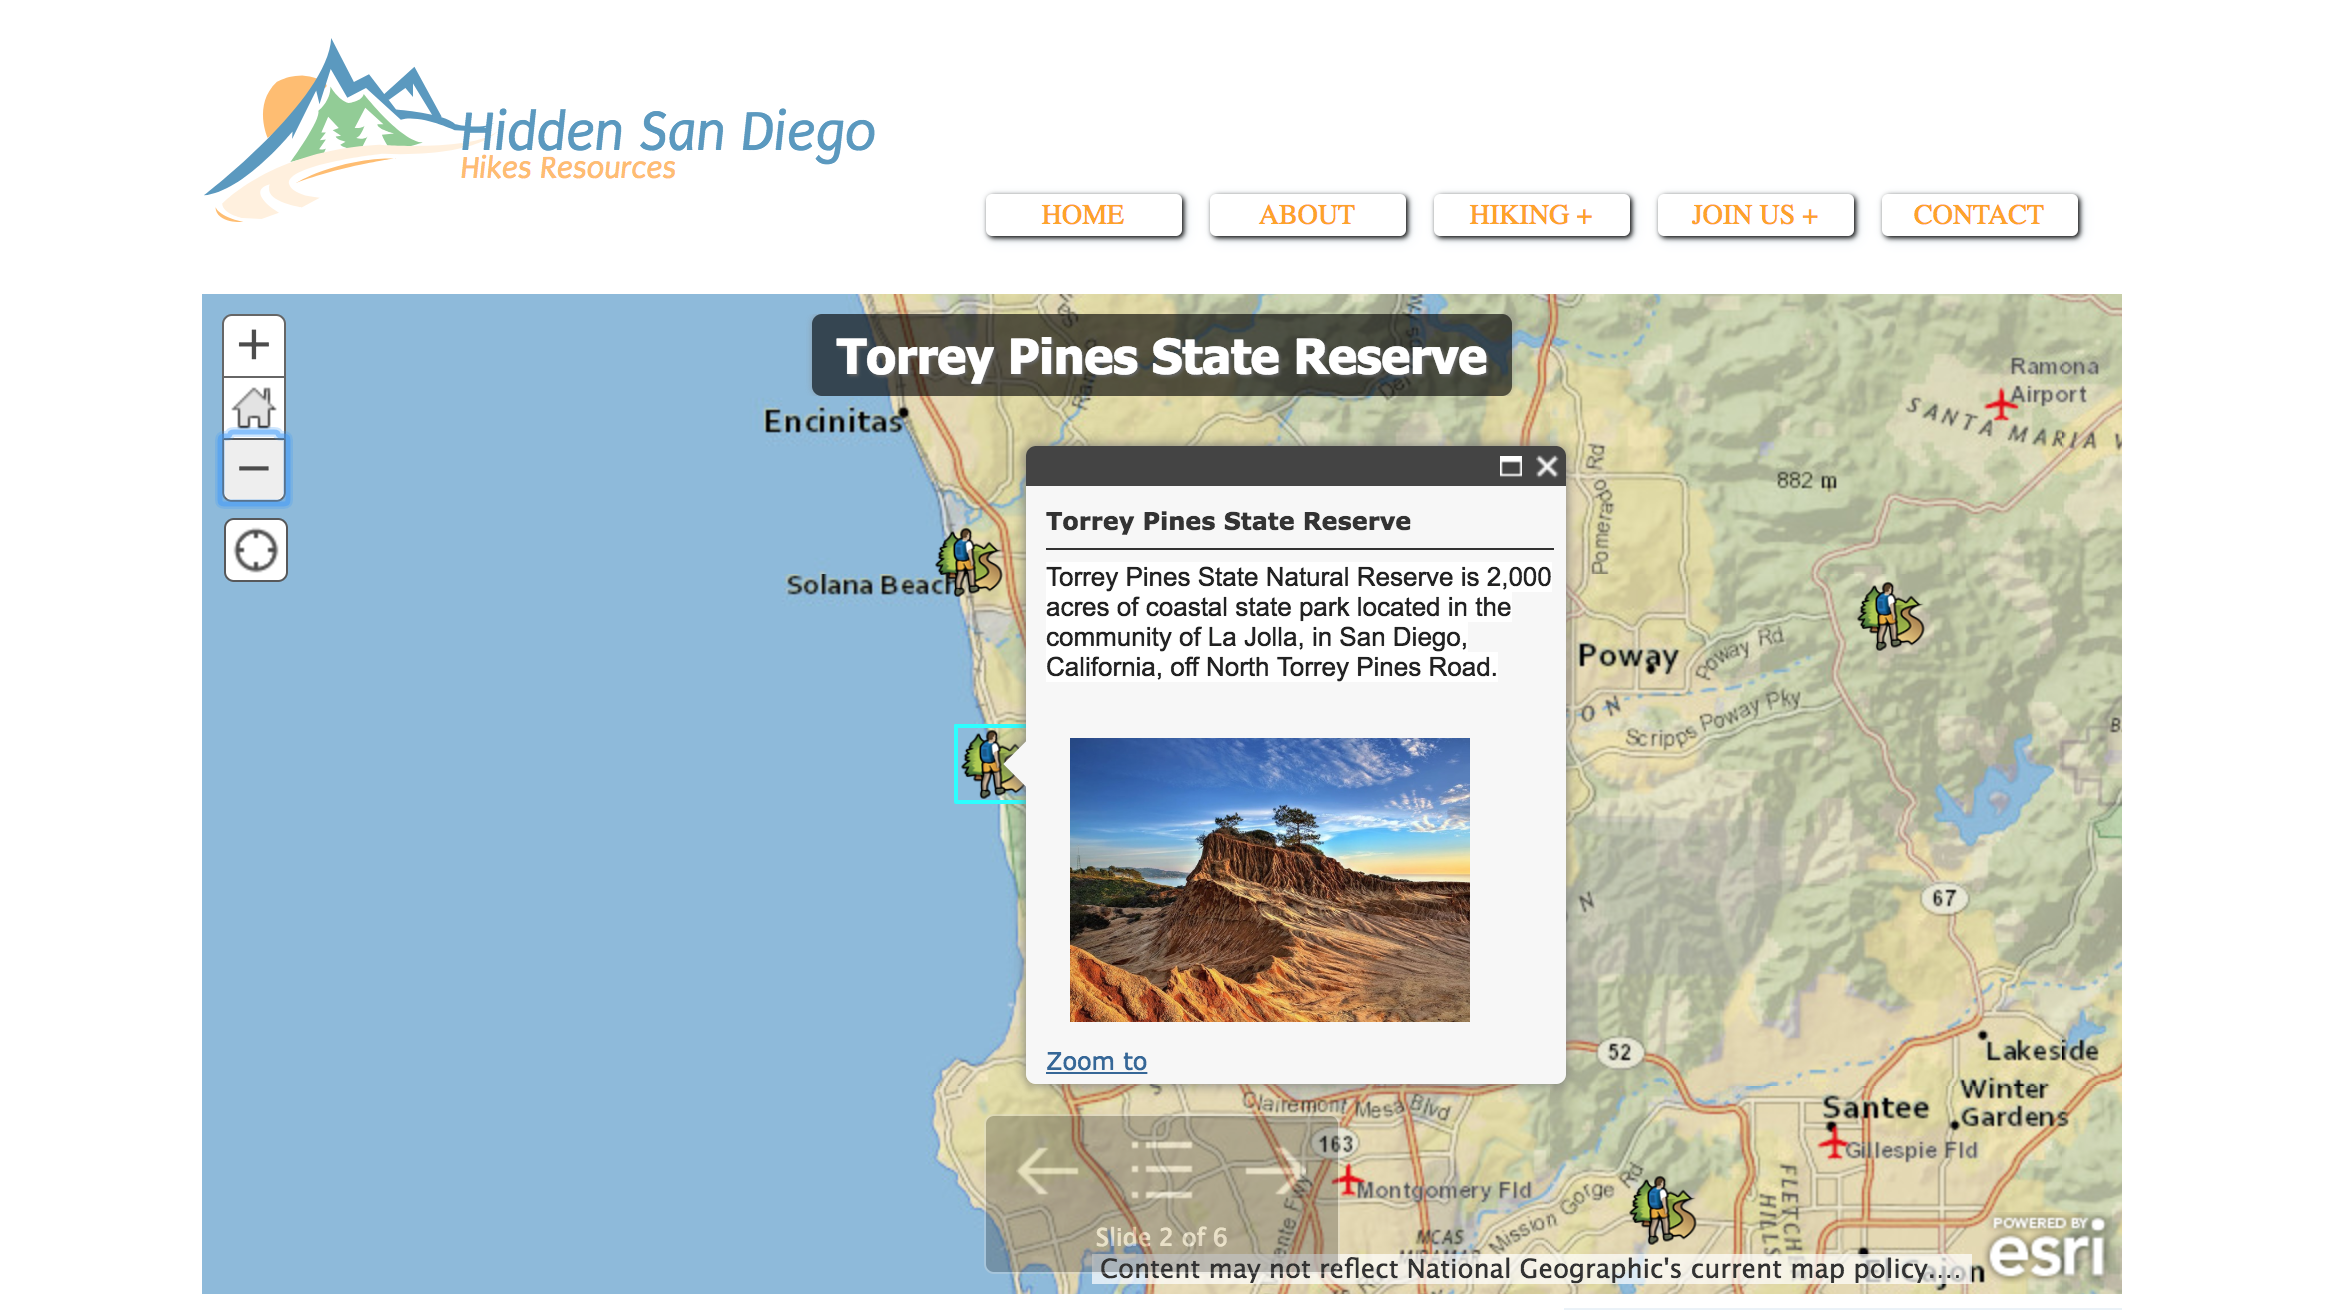 Hidden San Diego
Hikes Resources
HOME
ABOUT
HIKING +
JOIN US +
CONTACT
Torrey Pines State Reserve
Ramona
Airport
SANTA MARIA
Encinitas
882 m
Pomerado Rd
Torrey Pines State Reserve
Torrey Pines State Natural Reserve is 2,000
acres of coastal state park located in the
community of La Jolla, in San Diego,
California, off North Torrey Pines Road.
Solana Beach
Poway
Poway Rd
Scripps Poway Pky
67
Zoom to
52
Lakeside
Winter
Gardens
Santee
Gillespie Fld
Clairemont Mesa Blvd
163
Montgomery Fld
Mission Gorge Rd
Slide 2 of 6
MCAS
POWERED BY
esri
Content may not reflect National Geographic's current map policy....